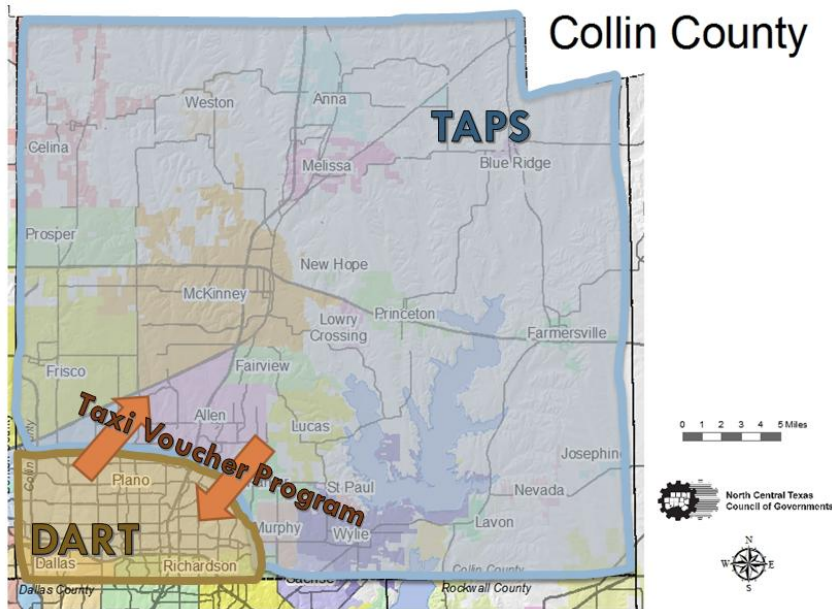 Collin County
Weston
Anna
TAPS
Celina
Melissa
Blue Ridge
Prosper
New Hope
McKinney
Princeton
Lowry
Crossing
Farmersville
Frisco
Fairview
Allen
Taxi Voucher Program
Lucas
0 1 2 3 4 5 Miles
Josephine
Plano
St Paul
Nevada
North Central Texas
Council of Governments
DART
Murphy
Wylie
Lavon
Dallas
Richardson
Collin County
Sachse
Dallas County
Rockwall County
N
W E
S